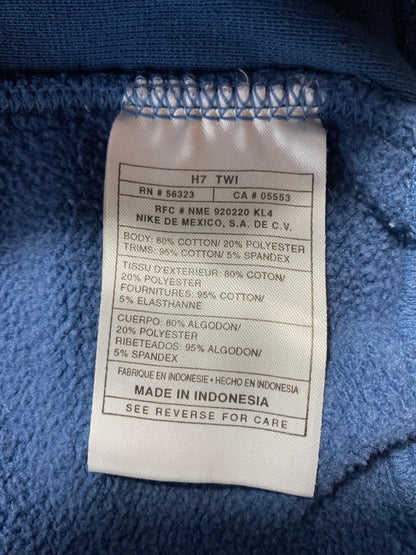 H7 TWI
RN # 56323 CA # 05553
RFC # NME 920220 KL4
NIKE DE MEXICO, S.A. DE C.V.
BODY: 80% COTTON/ 20% POLYESTER
TRIMS: 95% COTTON/ 5% SPANDEX
TISSU D'EXTERIEUR: 80% COTON/
20% POLYESTER
FOURNITURES: 95% COTON/
5% ELASTHANNE
CUERPO: 80% ALGODON/
20% POLYESTER
RIBETEADOS: 95% ALGODON/
5% SPANDEX
FABRIQUE EN INDONESIE • HECHO EN INDONESIA
MADE IN INDONESIA
SEE REVERSE FOR CARE